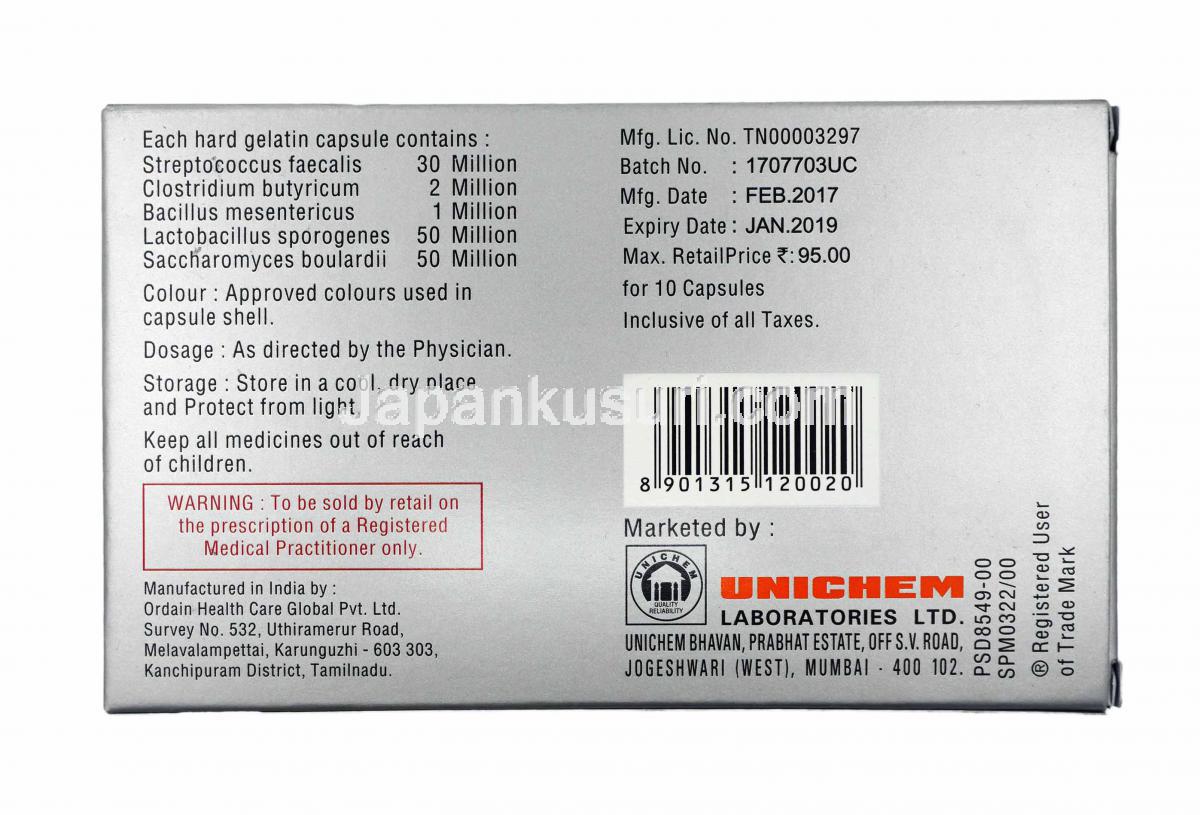 Each hard gelatin capsule contains :
Streptococcus faecalis 30 Million
Clostridium butyricum 2 Million
Bacillus mesentericus 1 Million
Lactobacillus sporogenes 50 Million
Saccharomyces boulardii 50 Million
Colour : Approved colours used in
capsule shell.
Dosage : As directed by the Physician.
Storage : Store in a cool, dry place
and Protect from light.
Keep all medicines out of reach
of children.
WARNING : To be sold by retail on
the prescription of a Registered
Medical Practitioner only.
Manufactured in India by :
Ordain Health Care Global Pvt. Ltd.
Survey No. 532, Uthiramerur Road,
Melavalampettai, Karunguzhi - 603 303,
Kanchipuram District, Tamilnadu.
Mfg. Lic. No. TN00003297
Batch No. : 1707703UC
Mfg. Date : FEB.2017
Expiry Date : JAN.2019
Max. RetailPrice ₹: 95.00
for 10 Capsules
Inclusive of all Taxes.
Japankusuri.com
8 901315 120020
Marketed by :
UNICHEM
QUALITY
RELIABILITY
UNICHEM
LABORATORIES LTD.
UNICHEM BHAVAN, PRABHAT ESTATE, OFF S.V. ROAD,
JOGESHWARI (WEST), MUMBAI - 400 102.
PSD8549-00
SPM0322/00
® Registered User
of Trade Mark